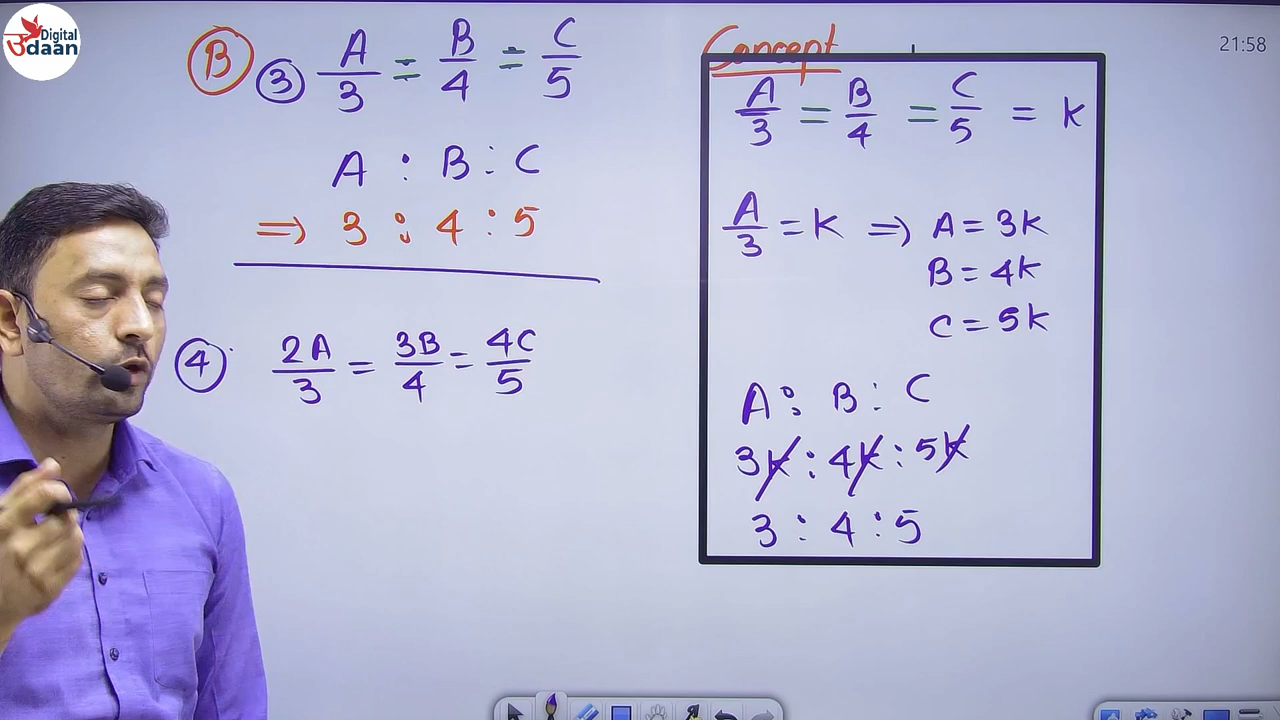 Digital
उdaan
B
3 A/3 = B/4 = C/5
A : B : C
⇒ 3 : 4 : 5
4 2A/3 = 3B/4 = 4C/5
Concept
A/3 = B/4 = C/5 = K
A/3 = K ⇒ A = 3K
B = 4K
C = 5K
A : B : C
3K : 4K : 5K
3 : 4 : 5
21:58